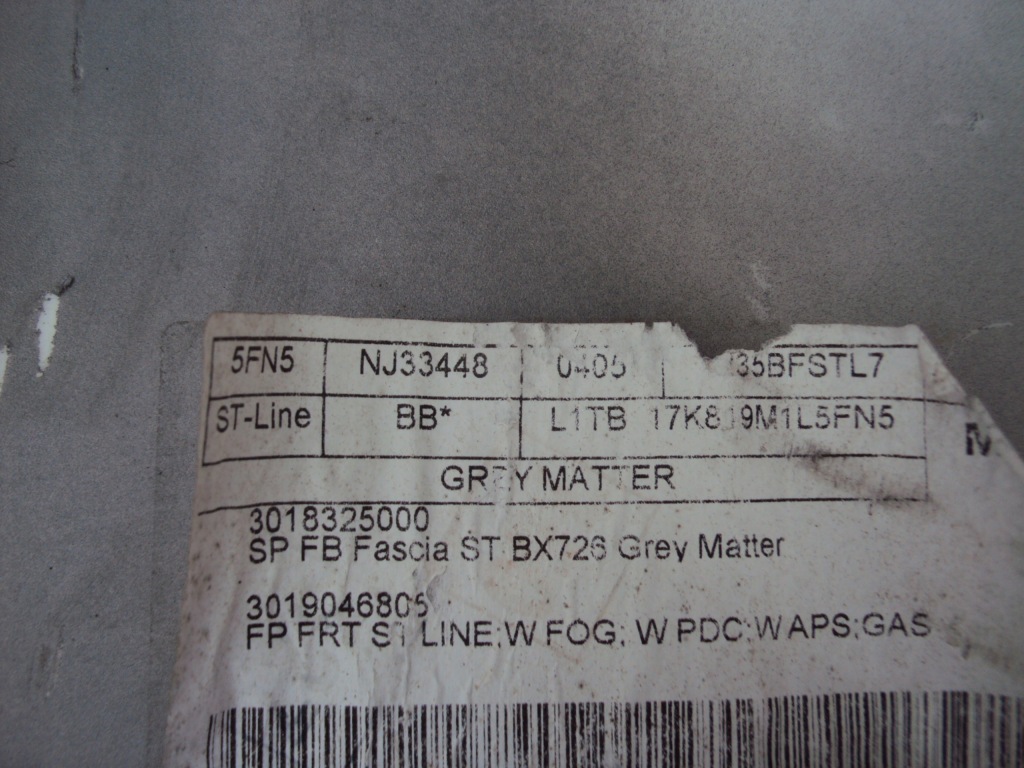 5FN5 NJ33448 0405 35BFSTL7
ST-Line BB* L1TB 17K8J9M1L5FN5
GREY MATTER
3018325000
SP FB Fascia ST BX726 Grey Matter
3019046805
FP FRT ST LINE;W FOG; W PDC;W APS;GAS